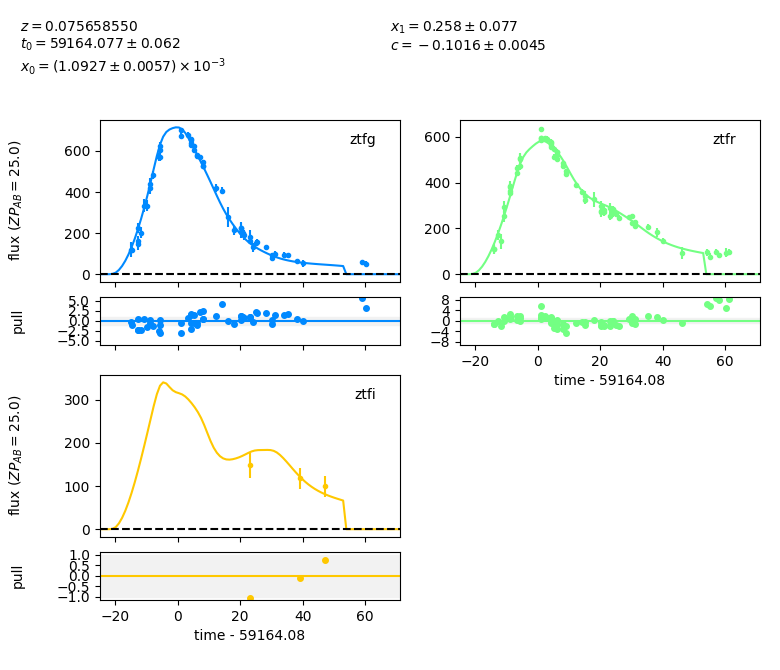 z = 0.075658550
t₀ = 59164.077 ± 0.062
x₀ = (1.0927 ± 0.0057) × 10⁻³
x₁ = 0.258 ± 0.077
c = −0.1016 ± 0.0045
flux (ZP_AB = 25.0)
600
400
200
0
ztfg
600
400
200
0
ztfr
pull
5.0
2.5
0.0
−2.5
−5.0
8
4
0
−4
−8
−20 0 20 40 60
time - 59164.08
flux (ZP_AB = 25.0)
300
200
100
0
ztfi
pull
1.0
0.5
0.0
−0.5
−1.0
−20 0 20 40 60
time - 59164.08